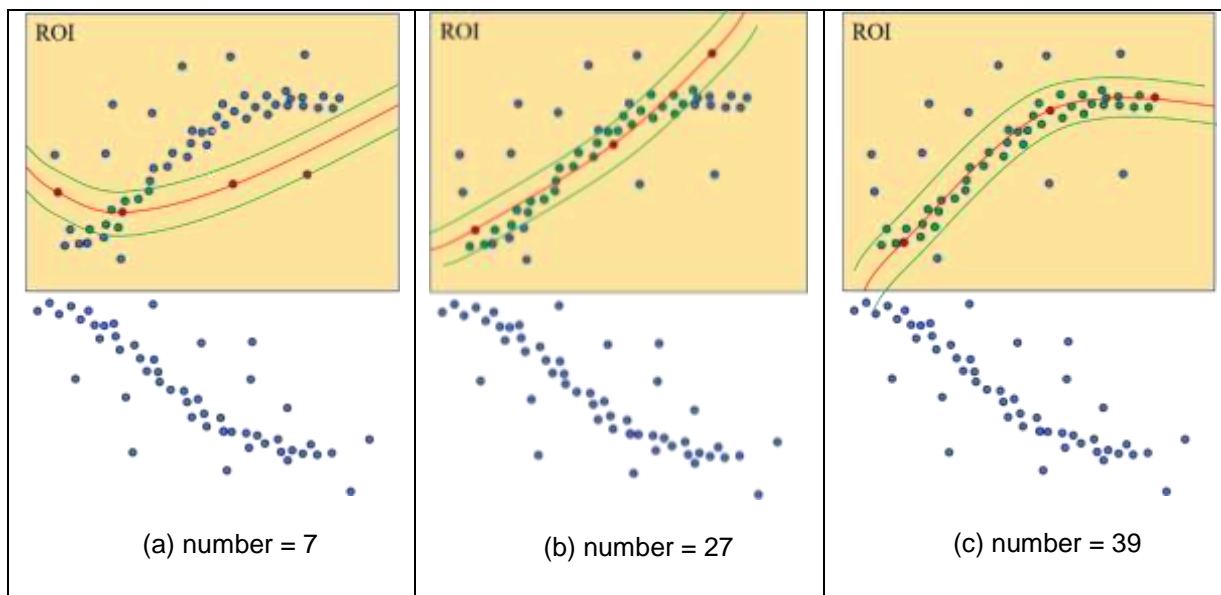 ROI
ROI
ROI
(a) number = 7
(b) number = 27
(c) number = 39